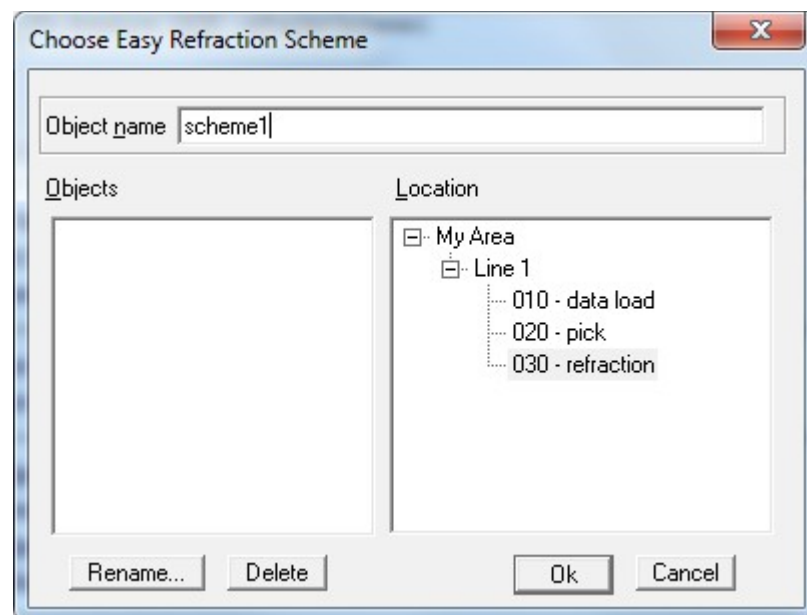 Choose Easy Refraction Scheme
Object name scheme1
Objects
Location
My Area
Line 1
010 - data load
020 - pick
030 - refraction
Rename... Delete Ok Cancel